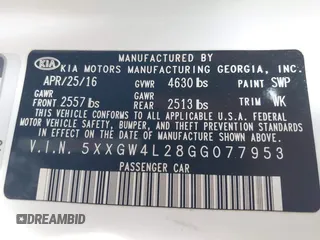 MANUFACTURED BY
KIA KIA MOTORS MANUFACTURING GEORGIA, INC.
APR/25/16 GVWR 4630 lbs PAINT SWP
GAWR GAWR
FRONT 2557 lbs REAR 2513 lbs TRIM WK
THIS VEHICLE CONFORMS TO ALL APPLICABLE U.S.A. FEDERAL
MOTOR VEHICLE SAFETY, BUMPER, AND THEFT PREVENTION STANDARDS
IN EFFECT ON THE DATE OF MANUFACTURE SHOWN ABOVE.
V.I.N. 5XXGW4L28GG077953
PASSENGER CAR
DREAMBID